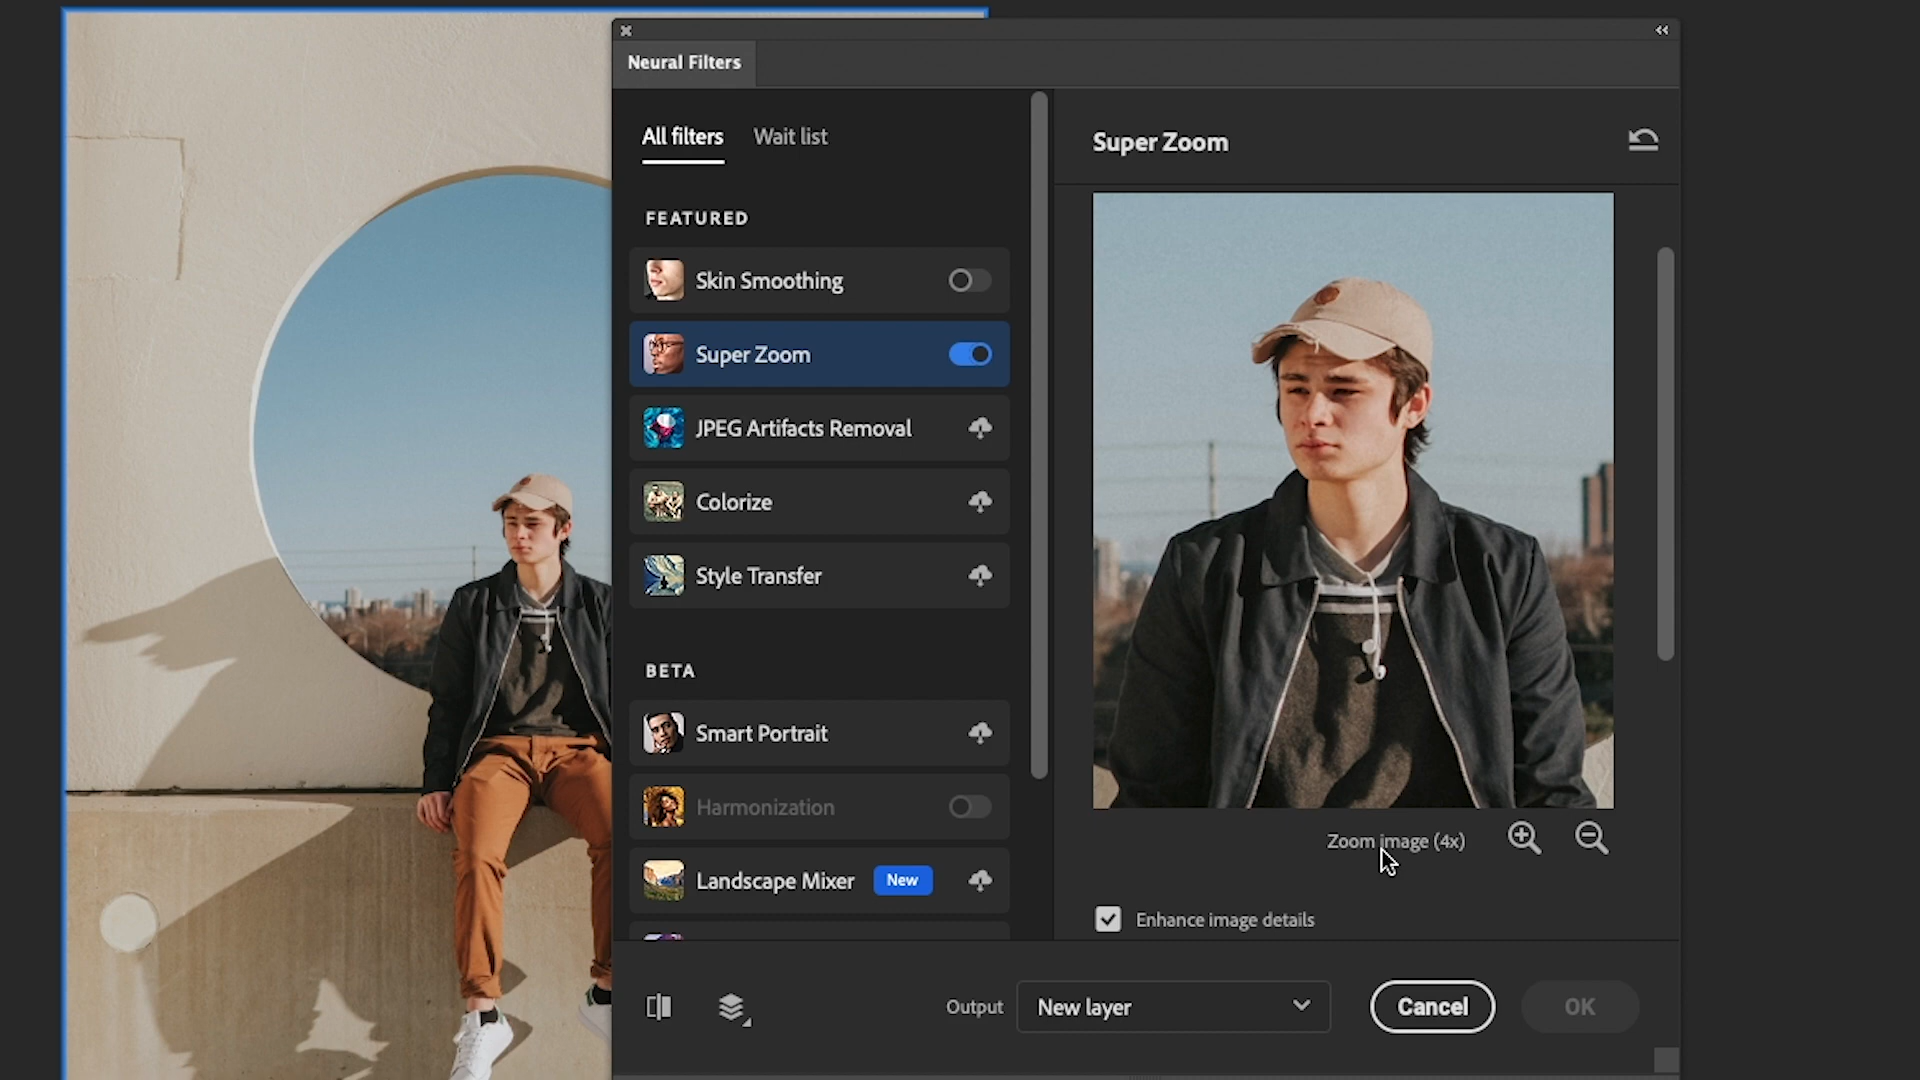 Neural Filters
All filters
Wait list
Super Zoom
FEATURED
Skin Smoothing
Super Zoom
JPEG Artifacts Removal
Colorize
Style Transfer
BETA
Smart Portrait
Harmonization
Landscape Mixer New
Zoom image (4x)
Enhance image details
Output New layer Cancel OK